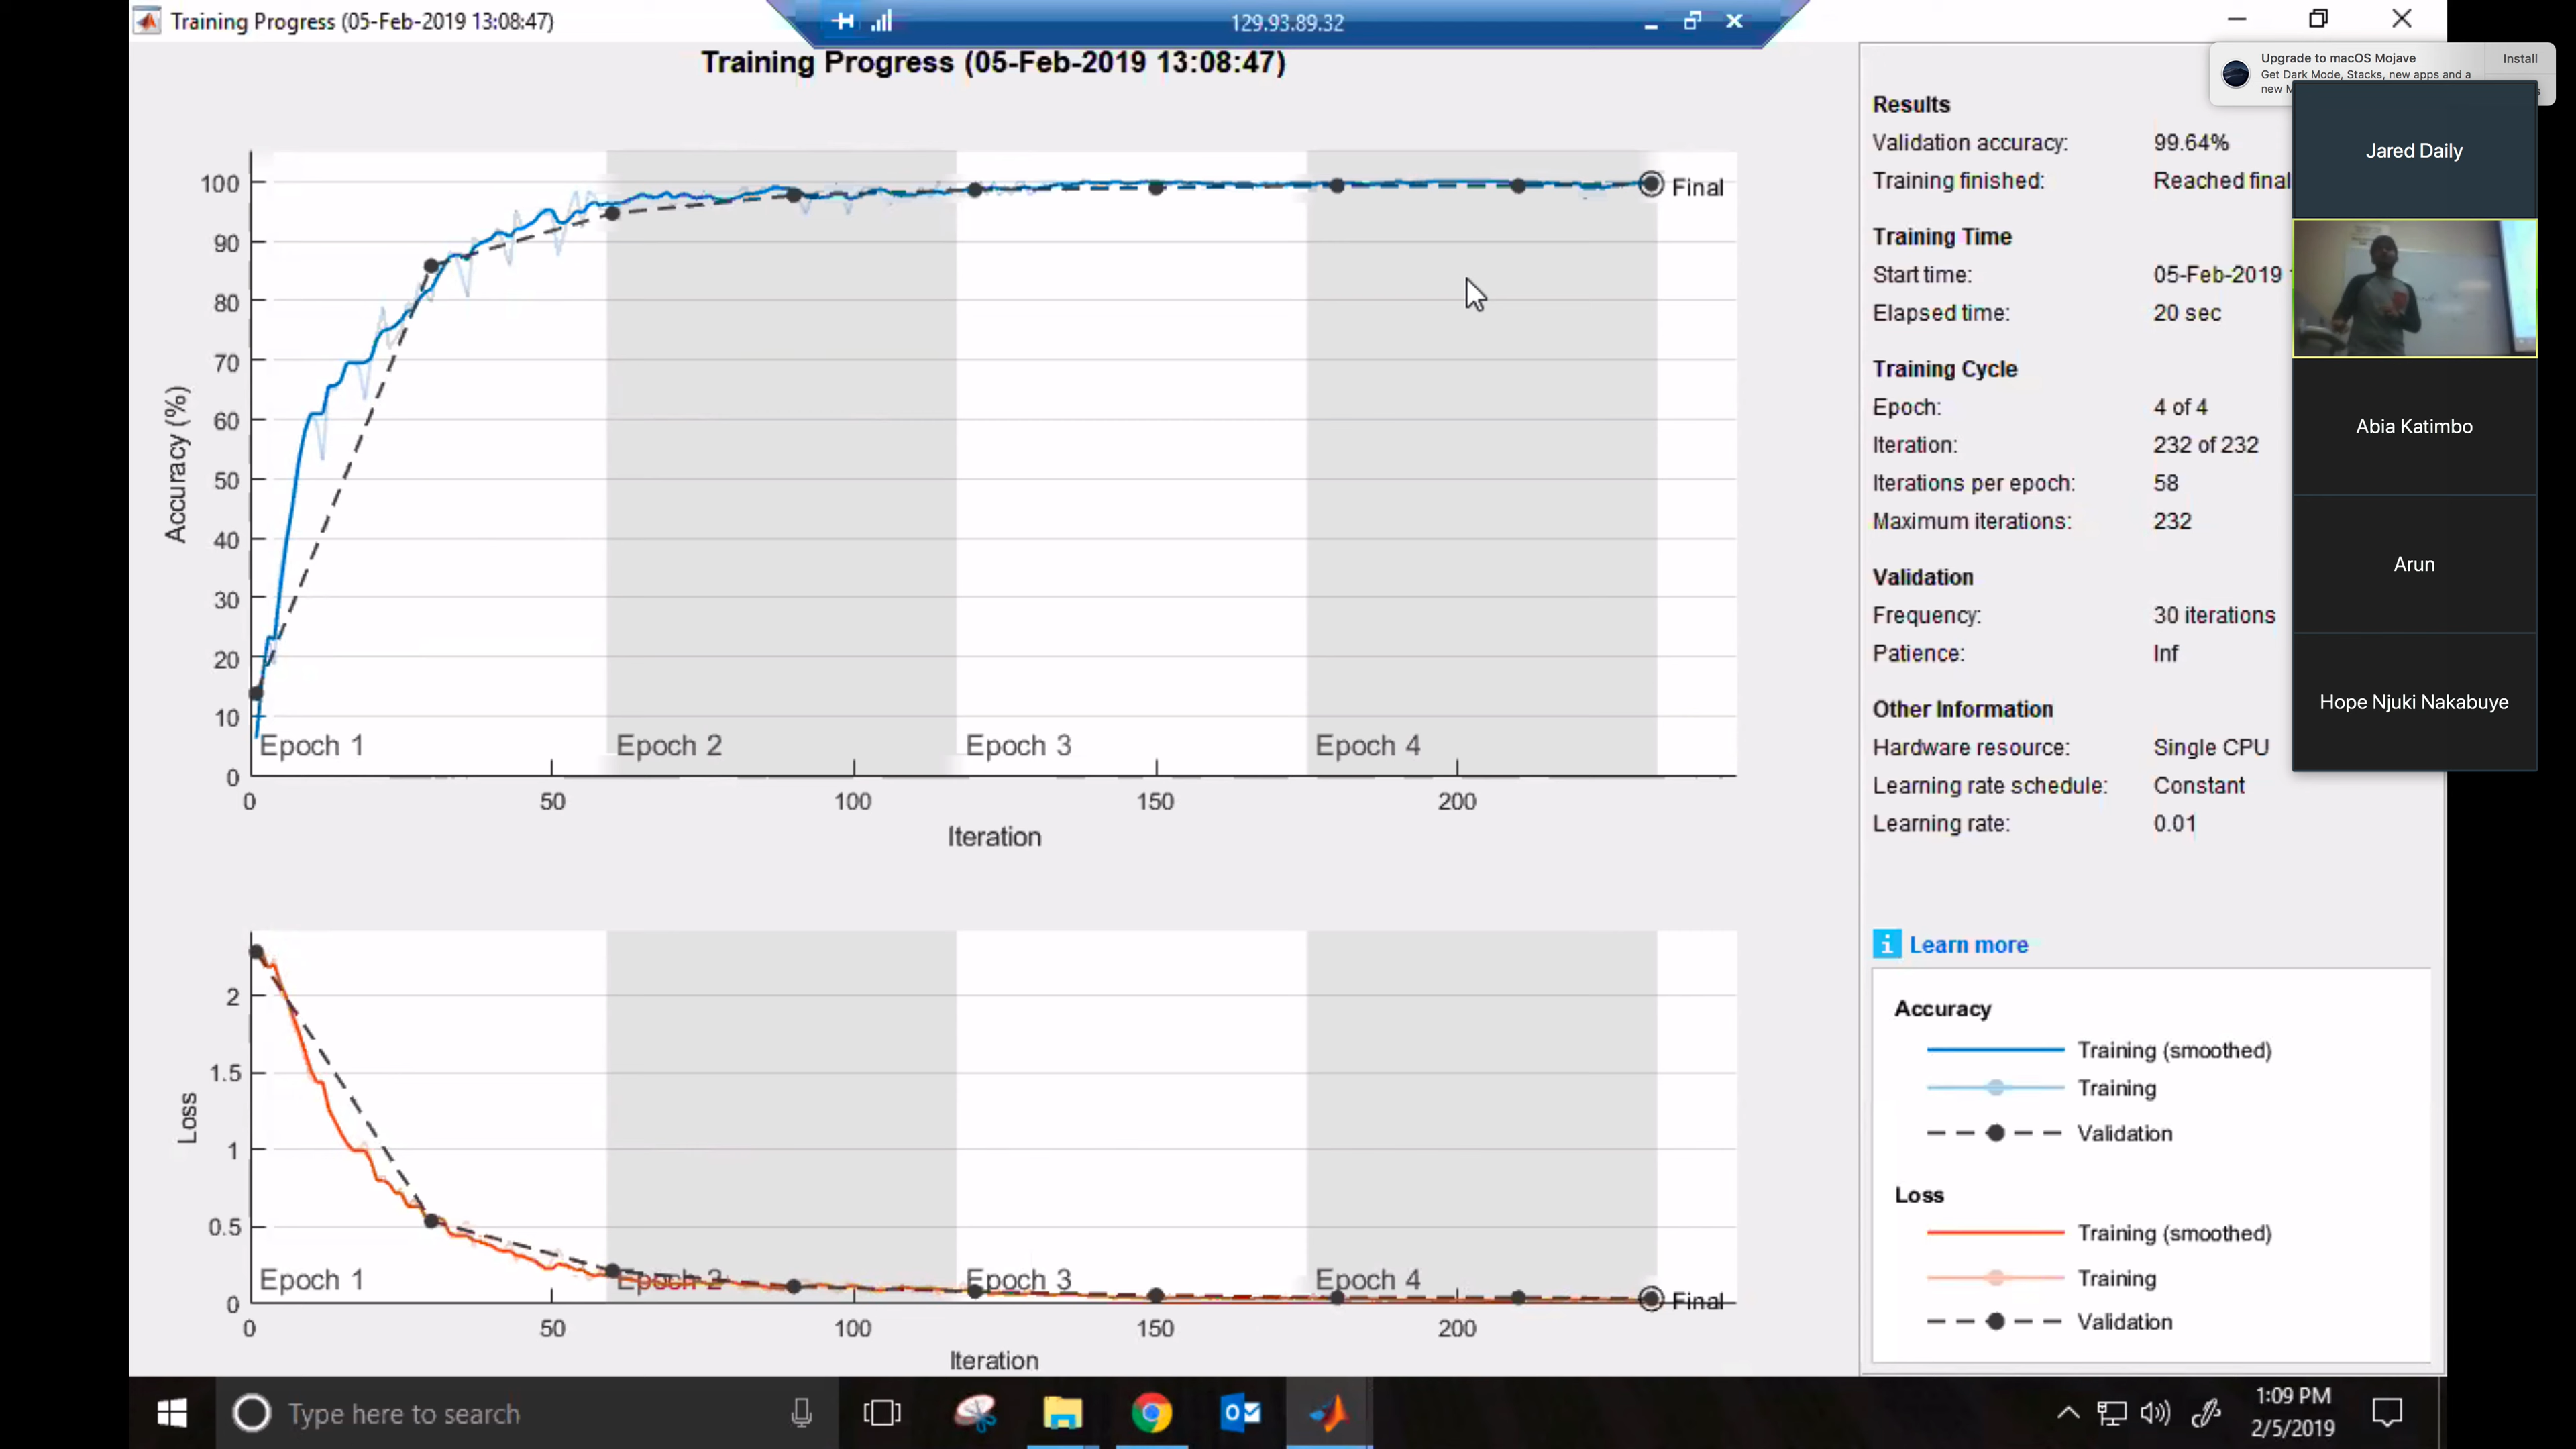 Training Progress (05-Feb-2019 13:08:47)
129.93.89.32
Training Progress (05-Feb-2019 13:08:47)
Upgrade to macOS Mojave
Install
Get Dark Mode, Stacks, new apps and a
new
Accuracy (%)
100
90
80
70
60
50
40
30
20
10
0
Final
Epoch 1
Epoch 2
Epoch 3
Epoch 4
0
50
100
150
200
Iteration
Loss
2
1.5
1
0.5
0
Epoch 1
Epoch 2
Epoch 3
Epoch 4
Final
0
50
100
150
200
Iteration
Results
Validation accuracy: 99.64%
Training finished: Reached final
Training Time
Start time: 05-Feb-2019
Elapsed time: 20 sec
Training Cycle
Epoch: 4 of 4
Iteration: 232 of 232
Iterations per epoch: 58
Maximum iterations: 232
Validation
Frequency: 30 iterations
Patience: Inf
Other Information
Hardware resource: Single CPU
Learning rate schedule: Constant
Learning rate: 0.01
i Learn more
Accuracy
Training (smoothed)
Training
Validation
Loss
Training (smoothed)
Training
Validation
Jared Daily
Abia Katimbo
Arun
Hope Njuki Nakabuye
Type here to search
1:09 PM
2/5/2019